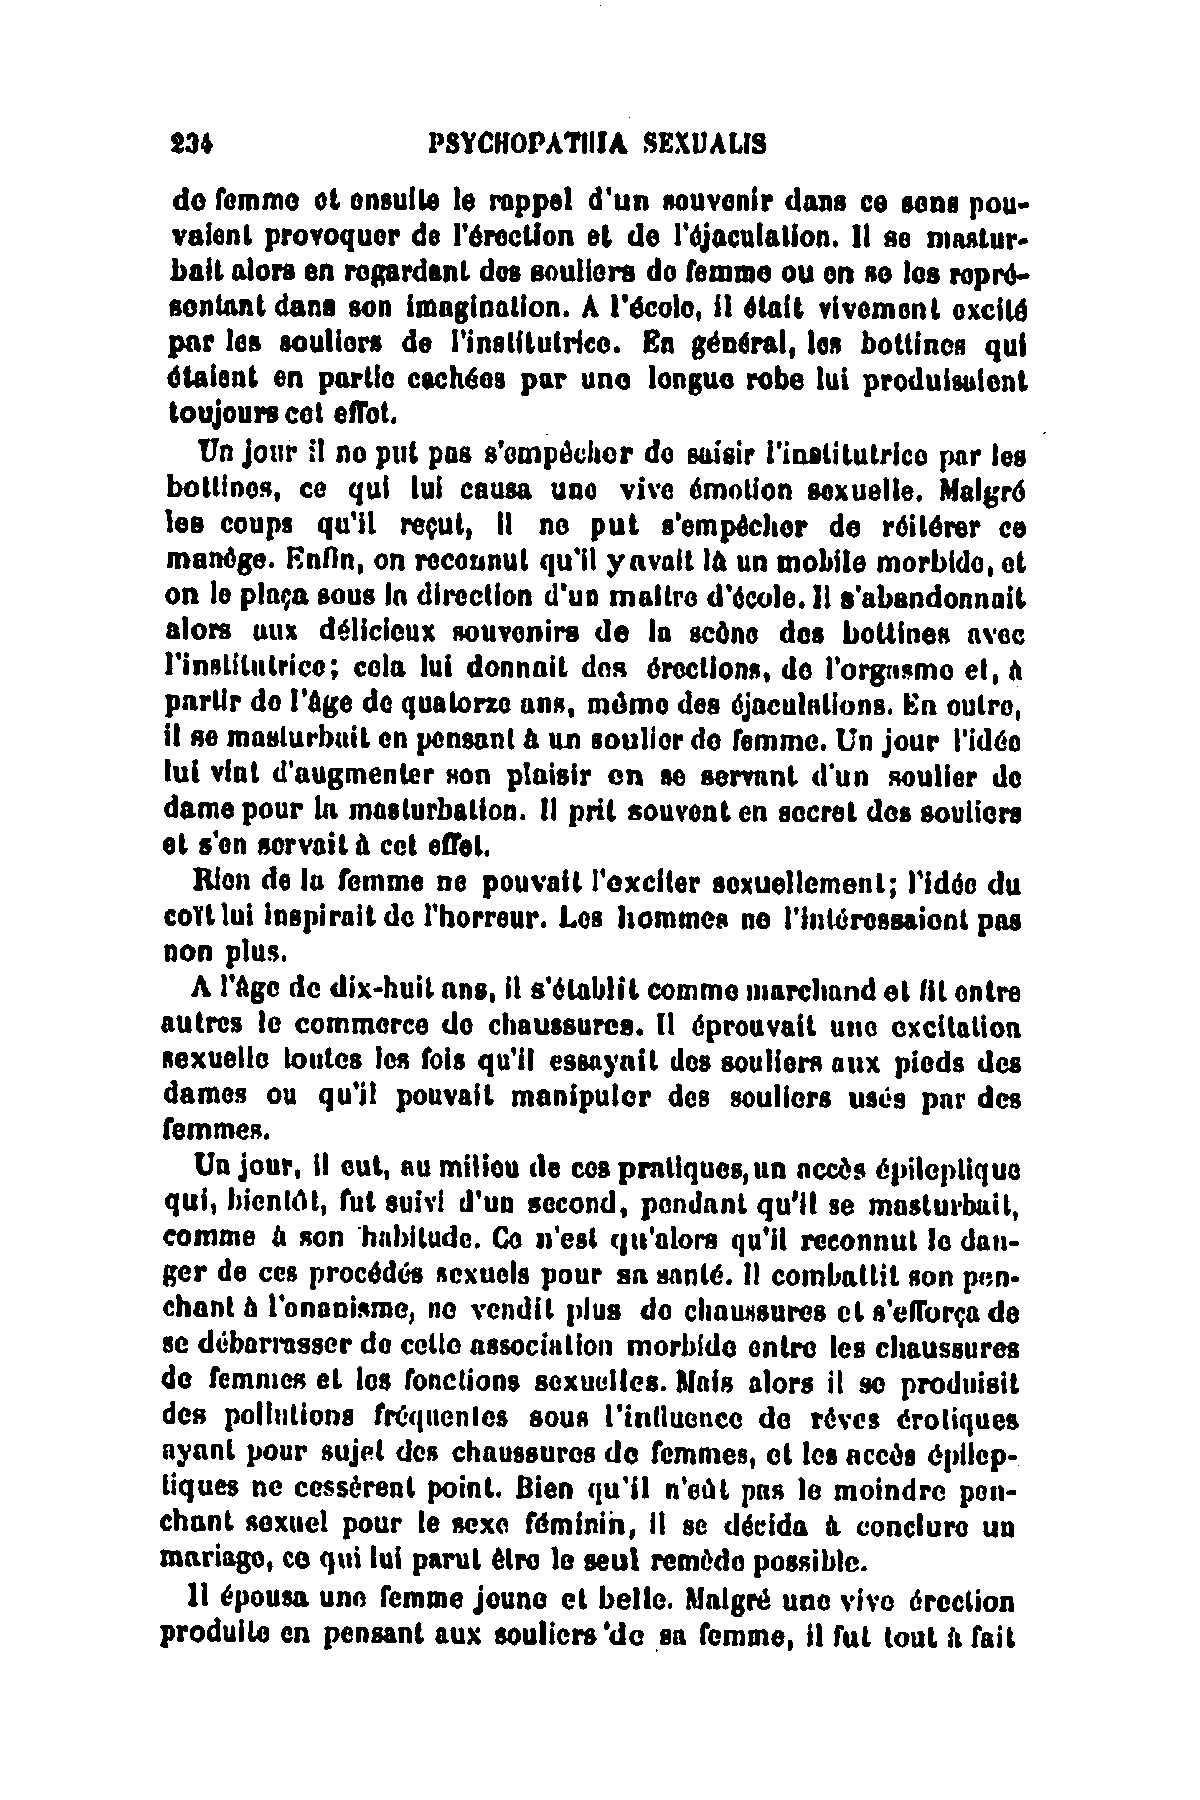 234 PSYCHOPATHIA SEXUALIS
de femme et ensuite le rappel d'un souvenir dans ce sens pou-
vaient provoquer de l'érection et de l'éjaculation. Il se mastur-
bait alors en regardant des souliers de femme ou en se les repré-
sentant dans son imagination. A l'école, il était vivement excité
par les souliers de l'institutrice. En général, les bottines qui
étaient en partie cachées par une longue robe lui produisaient
toujours cet effet.
Un jour il ne put pas s'empêcher de saisir l'institutrice par les
bottines, ce qui lui causa une vive émotion sexuelle. Malgré
les coups qu'il reçut, il ne put s'empêcher de réitérer ce
manège. Enfin, on reconnut qu'il y avait là un mobile morbide, et
on le plaça sous la direction d'un maître d'école. Il s'abandonnait
alors aux délicieux souvenirs de la scène des bottines avec
l'institutrice; cela lui donnait des érections, de l'orgasme et, à
partir de l'âge de quatorze ans, même des éjaculations. En outre,
il se masturbait en pensant à un soulier de femme. Un jour l'idée
lui vint d'augmenter son plaisir en se servant d'un soulier de
dame pour la masturbation. Il prit souvent en secret des souliers
et s'en servait à cet effet.
Rien de la femme ne pouvait l'exciter sexuellement; l'idée du
coït lui inspirait de l'horreur. Les hommes ne l'intéressaient pas
non plus.
A l'âge de dix-huit ans, il s'établit comme marchand et fit entre
autres le commerce de chaussures. Il éprouvait une excitation
sexuelle toutes les fois qu'il essayait des souliers aux pieds des
dames ou qu'il pouvait manipuler des souliers usés par des
femmes.
Un jour, il eut, au milieu de ces pratiques, un accès épileptique
qui, bientôt, fut suivi d'un second, pendant qu'il se masturbait,
comme à son habitude. Ce n'est qu'alors qu'il reconnut le dan-
ger de ces procédés sexuels pour sa santé. Il combattit son pen-
chant à l'onanisme, ne vendit plus de chaussures et s'efforça de
se débarrasser de cette association morbide entre les chaussures
de femmes et les fonctions sexuelles. Mais alors il se produisit
des pollutions fréquentes sous l'influence de rêves érotiques
ayant pour sujet des chaussures de femmes, et les accès épilep-
tiques ne cessèrent point. Bien qu'il n'eût pas le moindre pen-
chant sexuel pour le sexe féminin, il se décida à conclure un
mariage, ce qui lui parut être le seul remède possible.
Il épousa une femme jeune et belle. Malgré une vive érection
produite en pensant aux souliers de sa femme, il fut tout à fait